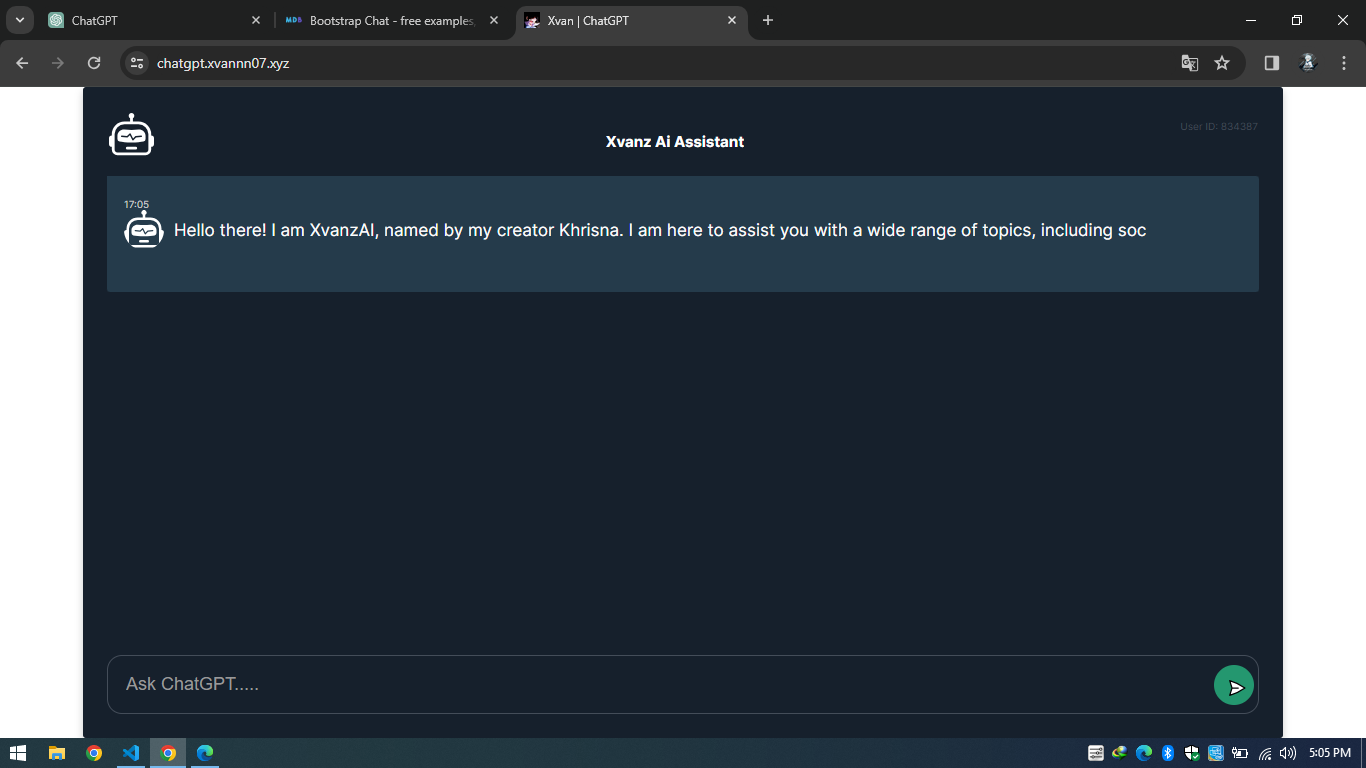 ChatGPT
MDB Bootstrap Chat - free examples,
Xvan | ChatGPT
chatgpt.xvannn07.xyz
User ID: 834387
Xvanz Ai Assistant
17:05
Hello there! I am XvanzAI, named by my creator Khrisna. I am here to assist you with a wide range of topics, including soc
Ask ChatGPT.....
5:05 PM